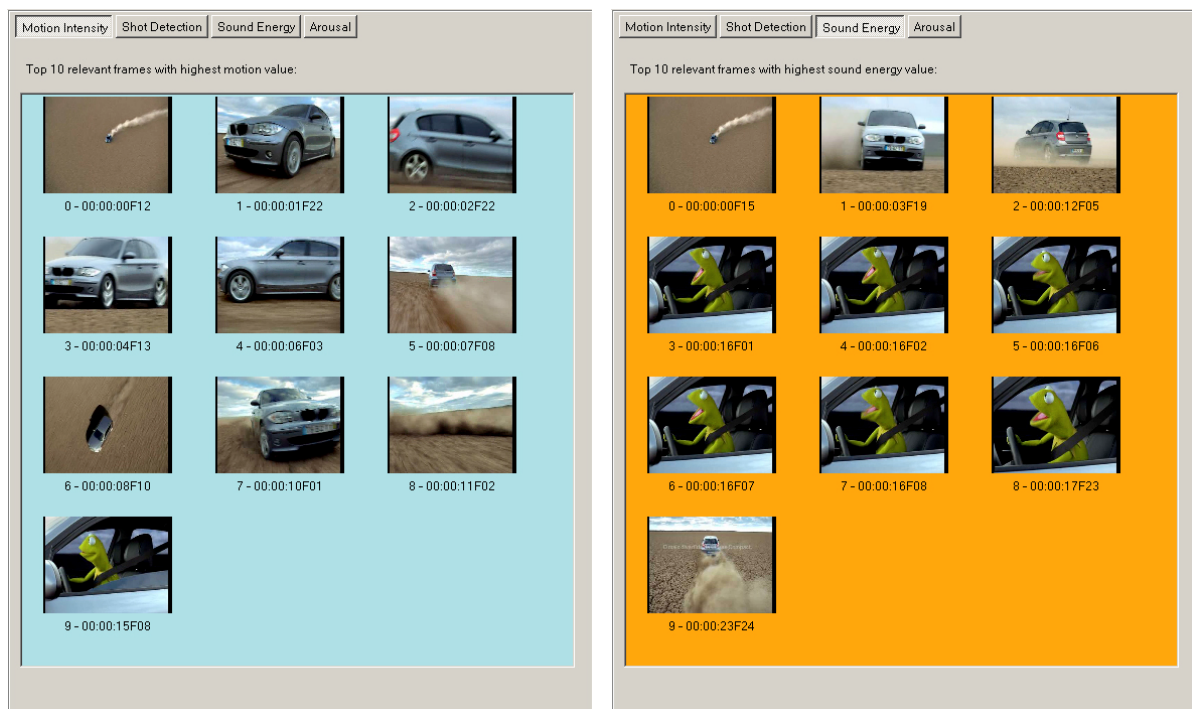 Motion Intensity Shot Detection Sound Energy Arousal
Top 10 relevant frames with highest motion value:
0 - 00:00:00F12 1 - 00:00:01F22 2 - 00:00:02F22
3 - 00:00:04F13 4 - 00:00:06F03 5 - 00:00:07F08
6 - 00:00:08F10 7 - 00:00:10F01 8 - 00:00:11F02
9 - 00:00:15F08
Motion Intensity Shot Detection Sound Energy Arousal
Top 10 relevant frames with highest sound energy value:
0 - 00:00:00F15 1 - 00:00:03F19 2 - 00:00:12F05
3 - 00:00:16F01 4 - 00:00:16F02 5 - 00:00:16F06
6 - 00:00:16F07 7 - 00:00:16F08 8 - 00:00:17F23
9 - 00:00:23F24